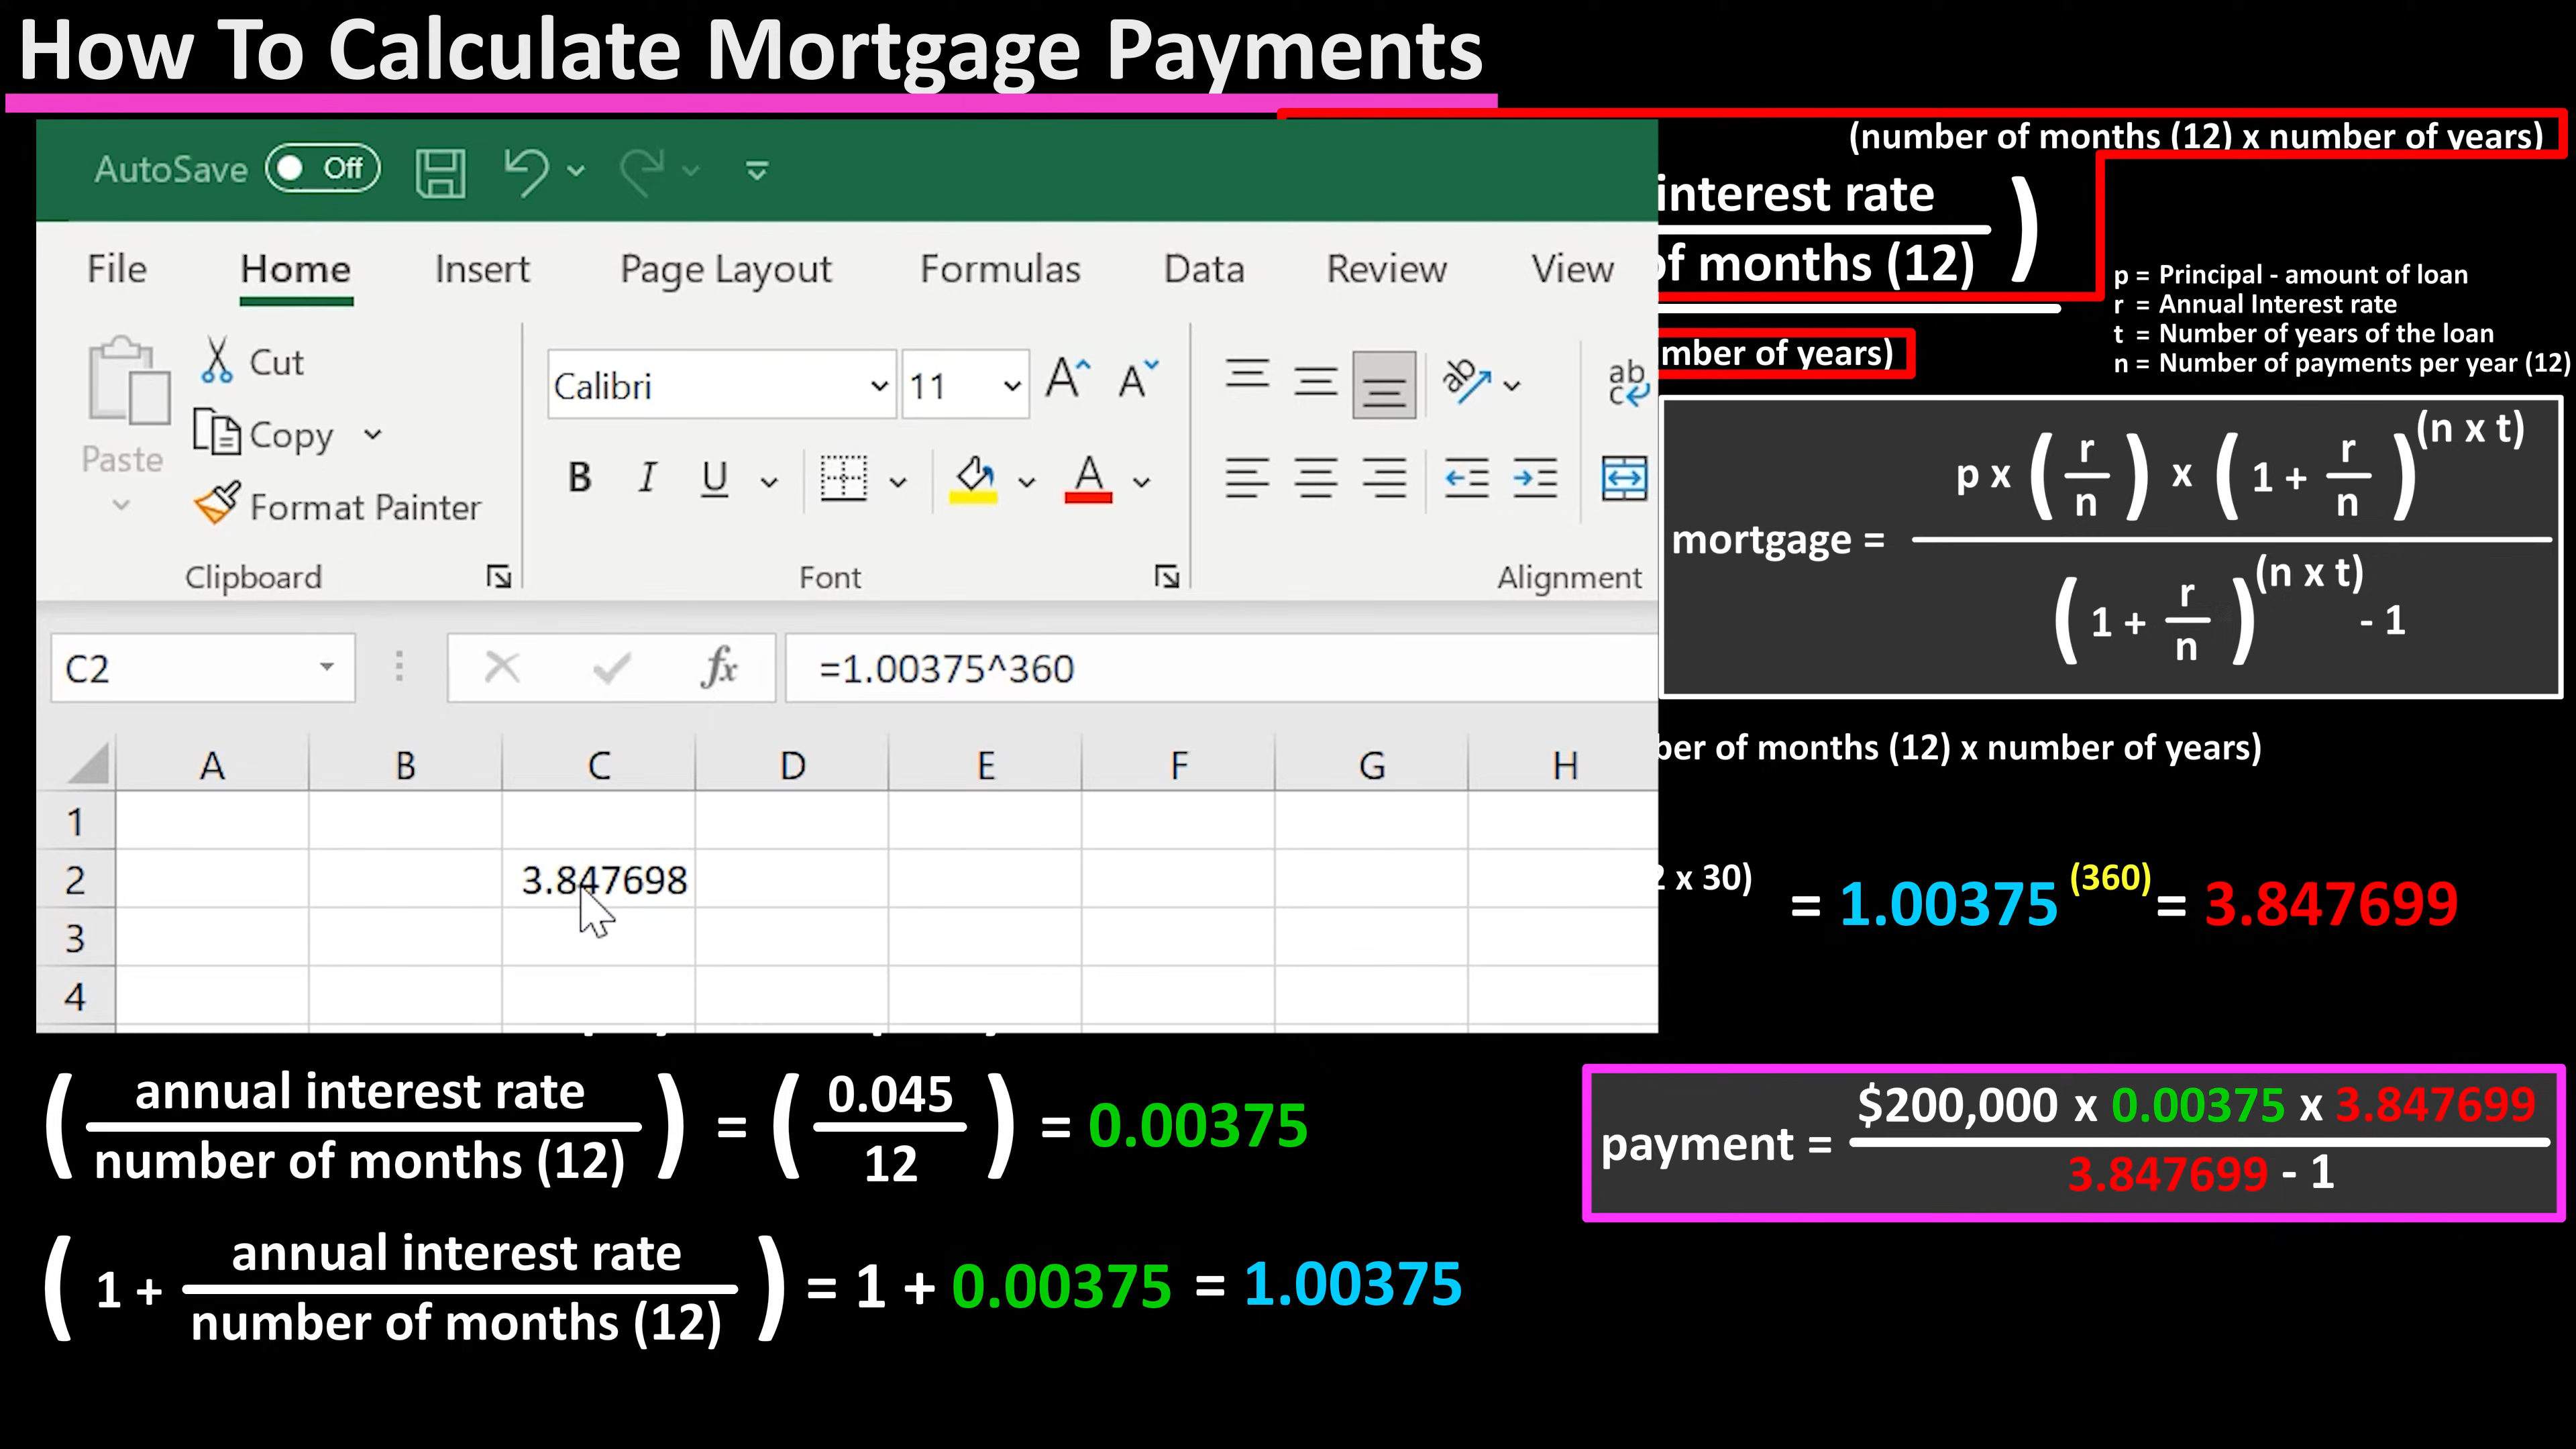 How To Calculate Mortgage Payments
AutoSave Off
File Home Insert Page Layout Formulas Data Review View
Paste
Cut
Copy
Format Painter
Clipboard
Calibri 11
B I U
Font
ab
c
Alignment
C2 fx =1.00375^360
A B C D E F G H
1
2 3.847698
3
4
(number of months (12) x number of years)
interest rate )
of months (12)
of years)
p = Principal - amount of loan
r = Annual Interest rate
t = Number of years of the loan
n = Number of payments per year (12)
mortgage =
p x ( r / n ) x ( 1 + r / n ) (n x t)
( 1 + r / n ) (n x t) - 1
of months (12) x number of years)
x 30) = 1.00375 (360) = 3.847699
( annual interest rate / number of months (12) ) = ( 0.045 / 12 ) = 0.00375
( 1 + annual interest rate / number of months (12) ) = 1 + 0.00375 = 1.00375
payment =
$200,000 x 0.00375 x 3.847699
3.847699 - 1